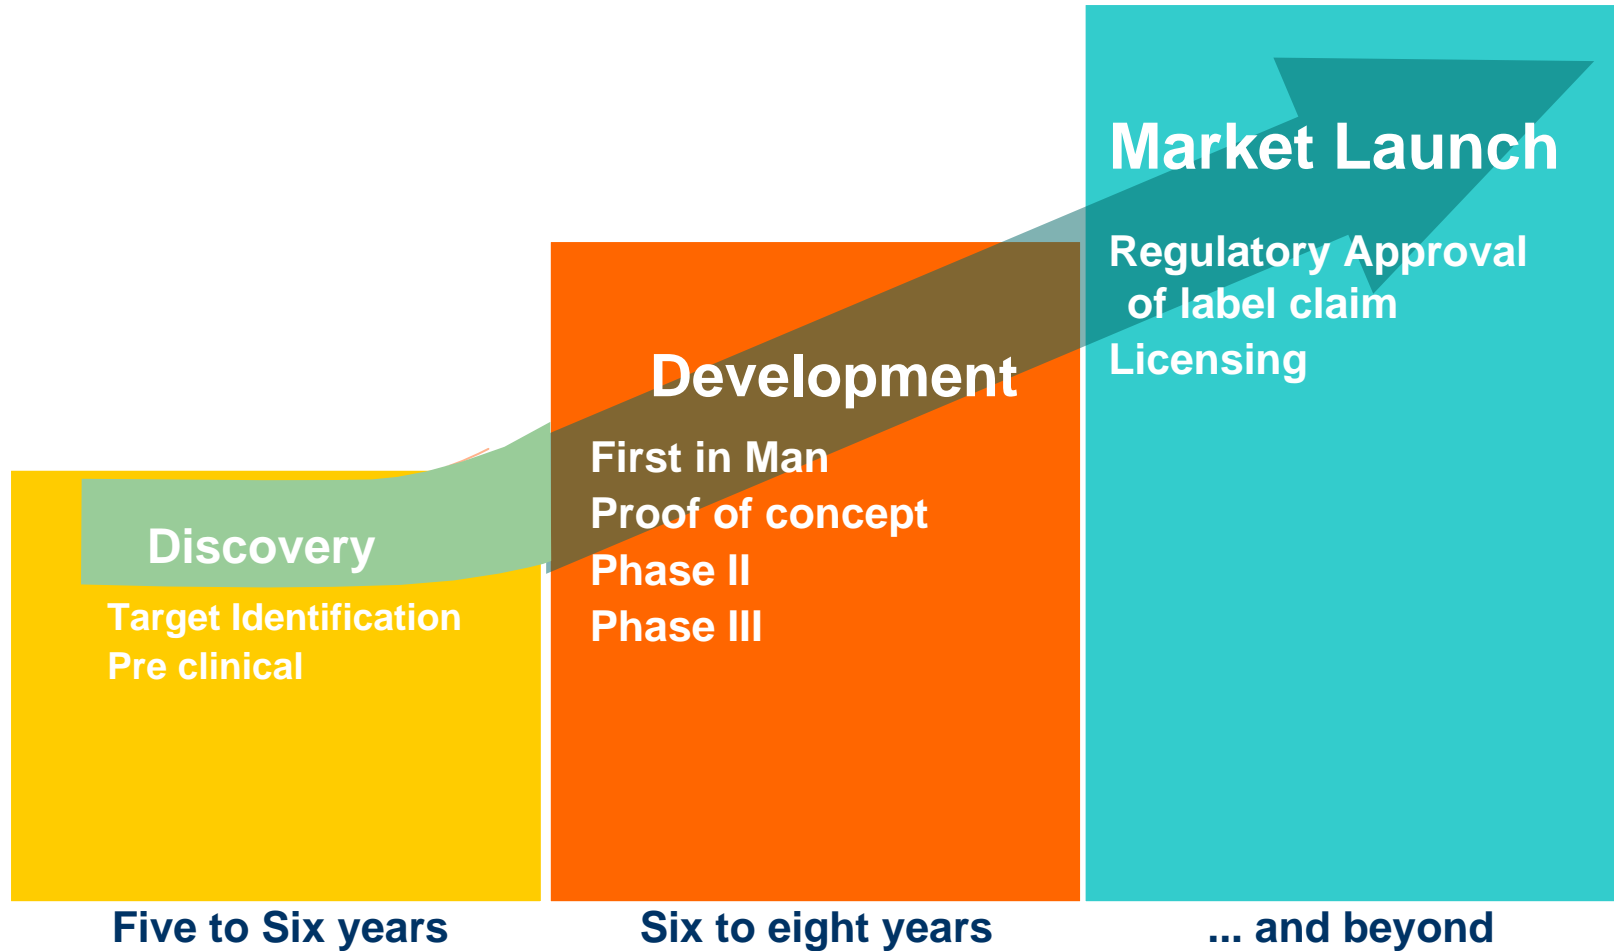 Market Launch
Regulatory Approval
of label claim
Licensing
Development
First in Man
Proof of concept
Phase II
Phase III
Discovery
Target Identification
Pre clinical
Five to Six years
Six to eight years
... and beyond